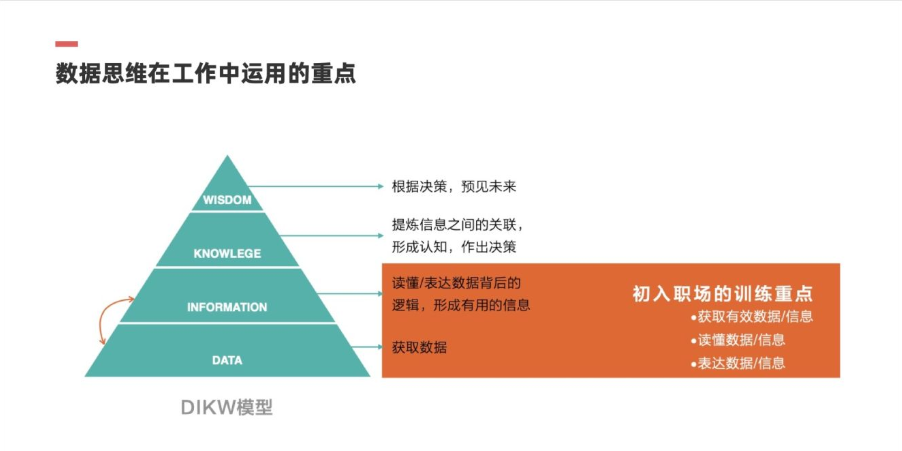 数据思维在工作中运用的重点
WISDOM
根据决策，预见未来
KNOWLEGE
提炼信息之间的关联，
形成认知，作出决策
INFORMATION
读懂/表达数据背后的
逻辑，形成有用的信息
DATA
获取数据
初入职场的训练重点
•获取有效数据/信息
•读懂数据/信息
•表达数据/信息
DIKW模型